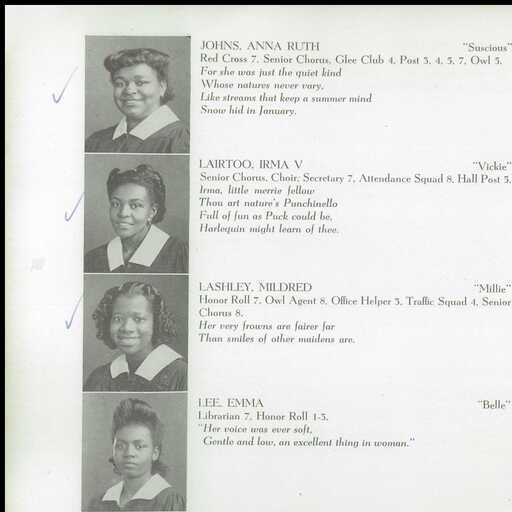 JOHNS, ANNA RUTH "Suscious"
Red Cross 7, Senior Chorus, Glee Club 4, Post 3, 4, 5, 7, Owl 5.
For she was just the quiet kind
Whose natures never vary,
Like streams that keep a summer mind
Snow hid in January.
LAIRTOO, IRMA V "Vickie"
Senior Chorus, Choir, Secretary 7, Attendance Squad 8, Hall Post 5,
Irma, little merrie fellow
Thou art nature's Punchinello
Full of fun as Puck could be,
Harlequin might learn of thee.
LASHLEY, MILDRED "Millie"
Honor Roll 7, Owl Agent 8, Office Helper 3, Traffic Squad 4, Senior
Chorus 8.
Her very frowns are fairer far
Than smiles of other maidens are.
LEE, EMMA "Belle"
Librarian 7, Honor Roll 1-3.
"Her voice was ever soft,
Gentle and low, an excellent thing in woman."